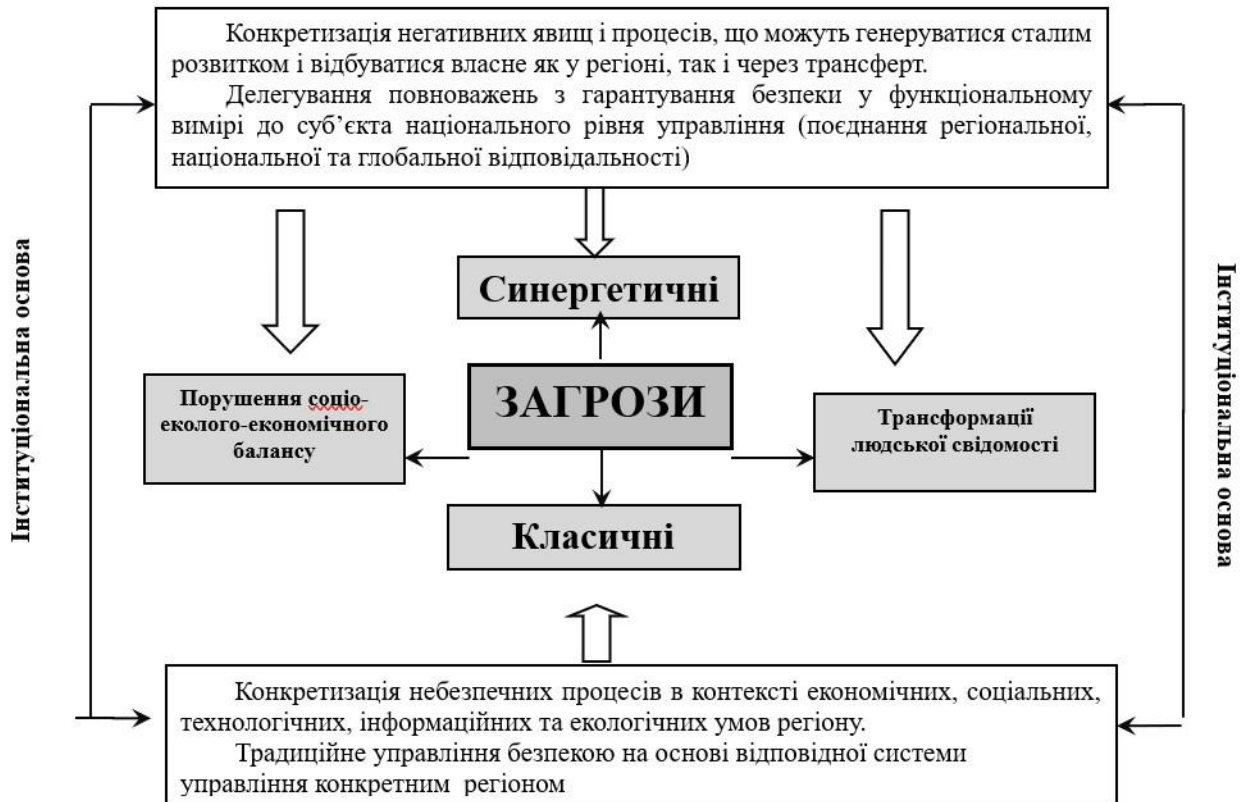 Конкретизація негативних явищ і процесів, що можуть генеруватися сталим
розвитком і відбуватися власне як у регіоні, так і через трансферт.
Делегування повноважень з гарантування безпеки у функціональному
вимірі до суб’єкта національного рівня управління (поєднання регіональної,
національної та глобальної відповідальності)
Інституціональна основа
Синергетичні
Інституціональна основа
Порушення соціо-
еколого-економічного
балансу
ЗАГРОЗИ
Трансформації
людської свідомості
Класичні
Конкретизація небезпечних процесів в контексті економічних, соціальних,
технологічних, інформаційних та екологічних умов регіону.
Традиційне управління безпекою на основі відповідної системи
управління конкретним регіоном